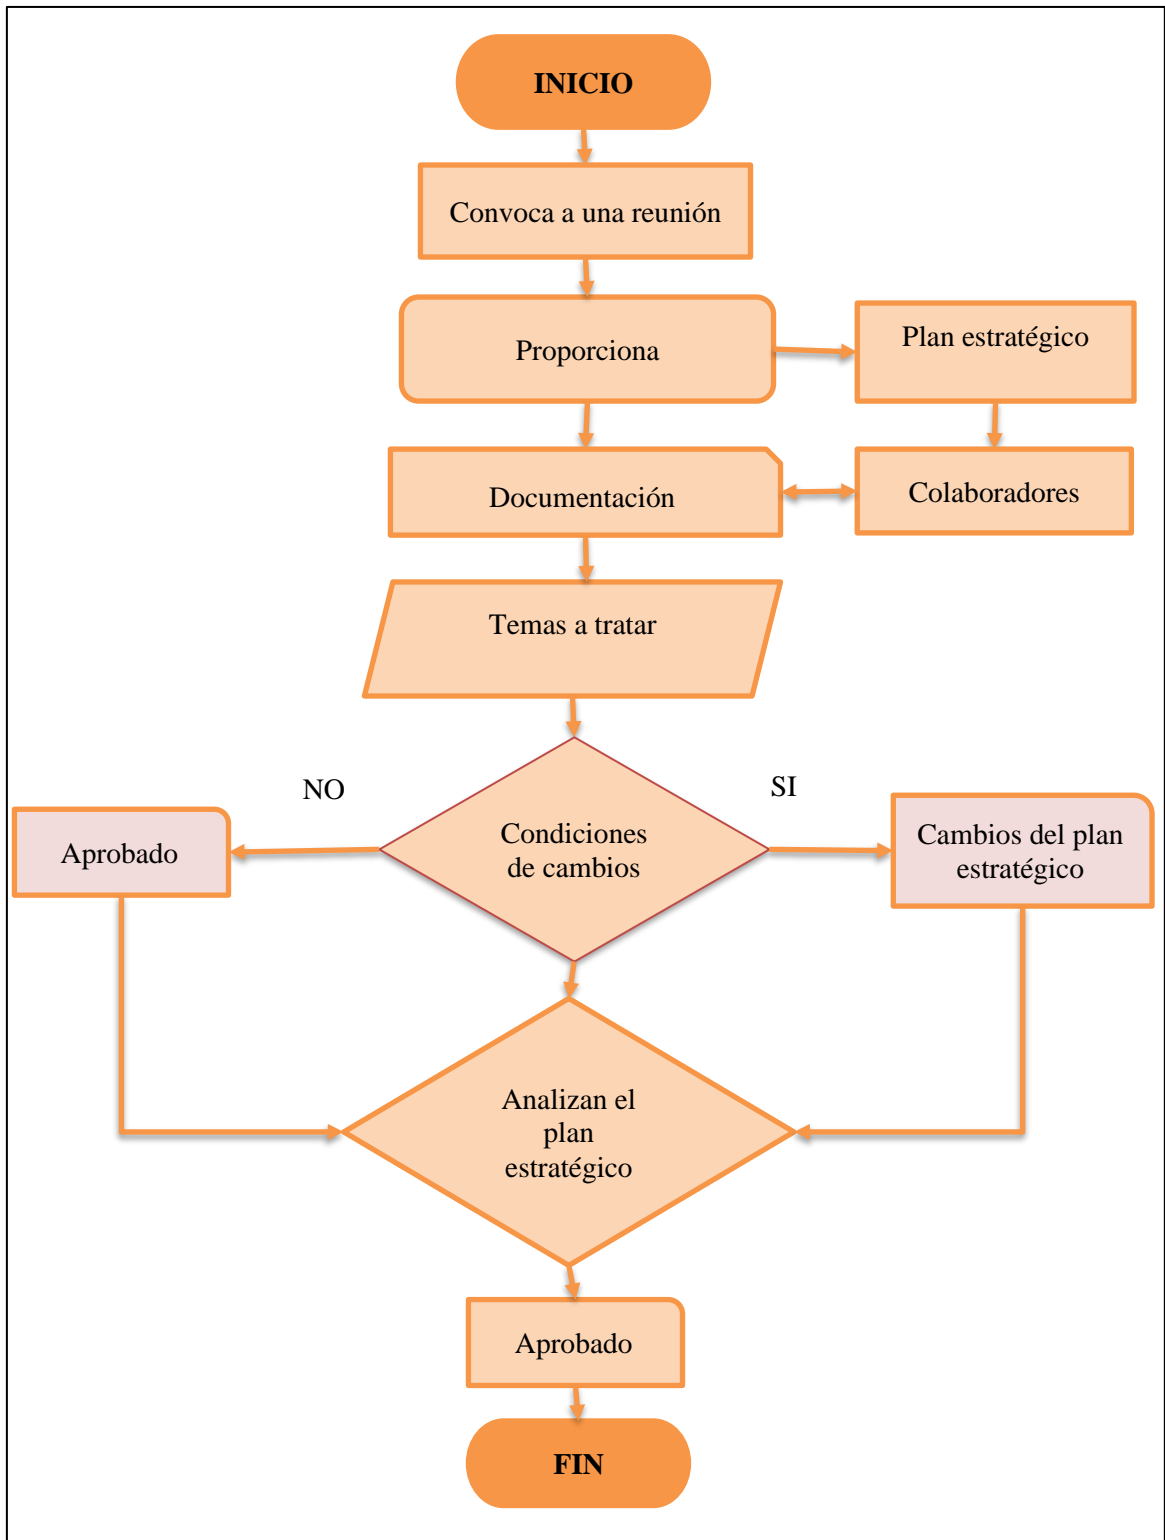 INICIO
Convoca a una reunión
Proporciona
Plan estratégico
Documentación
Colaboradores
Temas a tratar
NO
SI
Aprobado
Condiciones
de cambios
Cambios del plan
estratégico
Analizan el
plan
estratégico
Aprobado
FIN